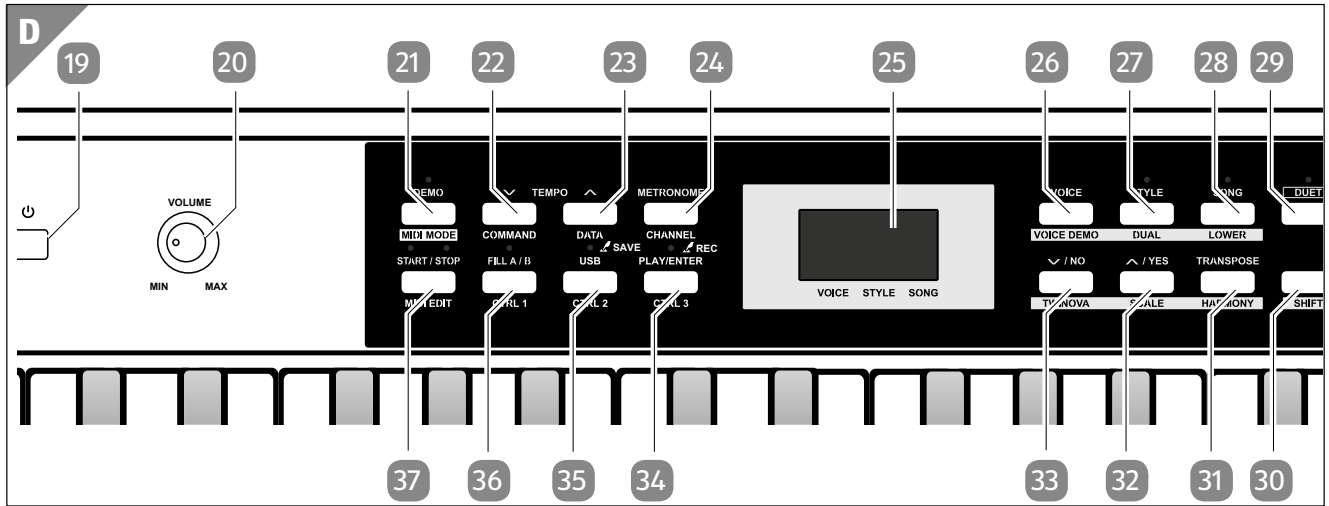 D
19 20 21 22 23 24 25 26 27 28 29
DEMO TEMPO METRONOME VOICE STYLE SONG DUET
VOLUME
MIDI MODE COMMAND DATA CHANNEL VOICE DEMO DUAL LOWER
SAVE REC
START / STOP FILL A / B USB PLAY/ENTER / NO / YES TRANSPOSE
MIN MAX
MIDI EDIT CTRL 1 CTRL 2 CTRL 3 VOICE STYLE SONG SCALE HARMONY SHIFT
37 36 35 34 33 32 31 30